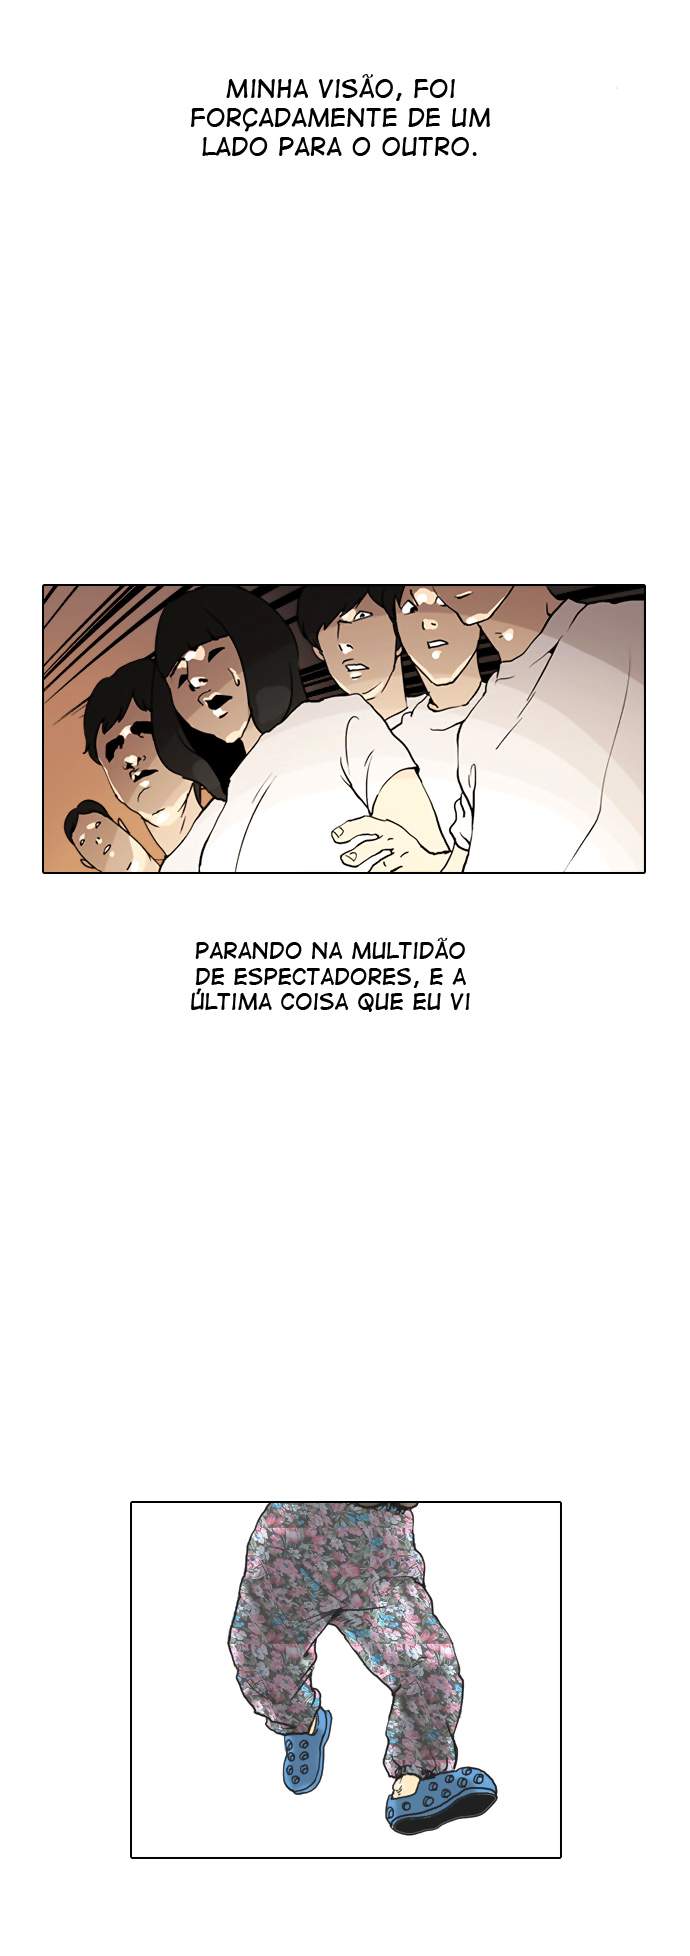 MINHA VISÃO, FOI
FORÇADAMENTE DE UM
LADO PARA O OUTRO.
PARANDO NA MULTIDÃO
DE ESPECTADORES, E A
ÚLTIMA COISA QUE EU VI